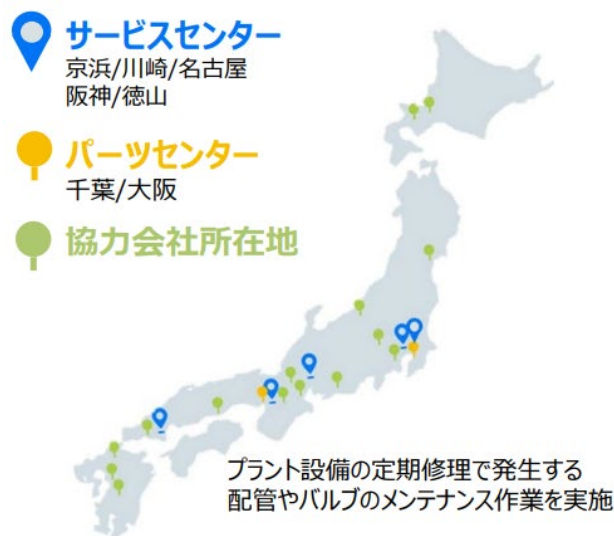 サービスセンター
京浜/川崎/名古屋
阪神/徳山
パーツセンター
千葉/大阪
協力会社所在地
プラント設備の定期修理で発生する
配管やバルブのメンテナンス作業を実施